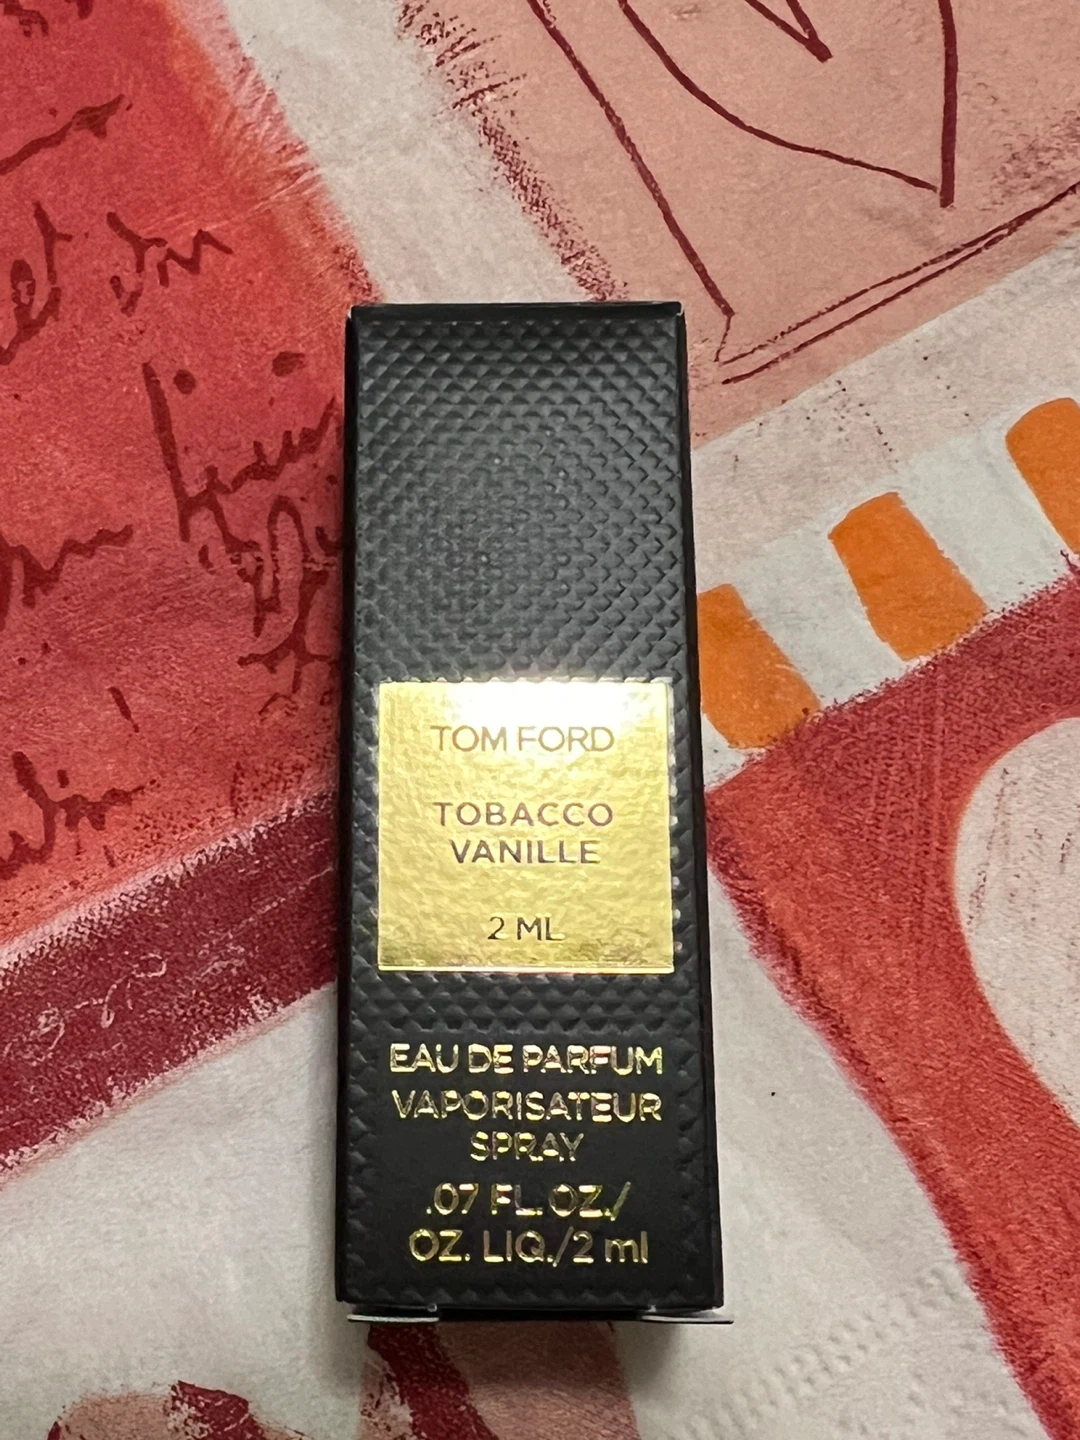 TOM FORD
TOBACCO
VANILLE
2 ML
EAU DE PARFUM
VAPORISATEUR
SPRAY
.07 FL.OZ./
OZ. LIQ./2 ml